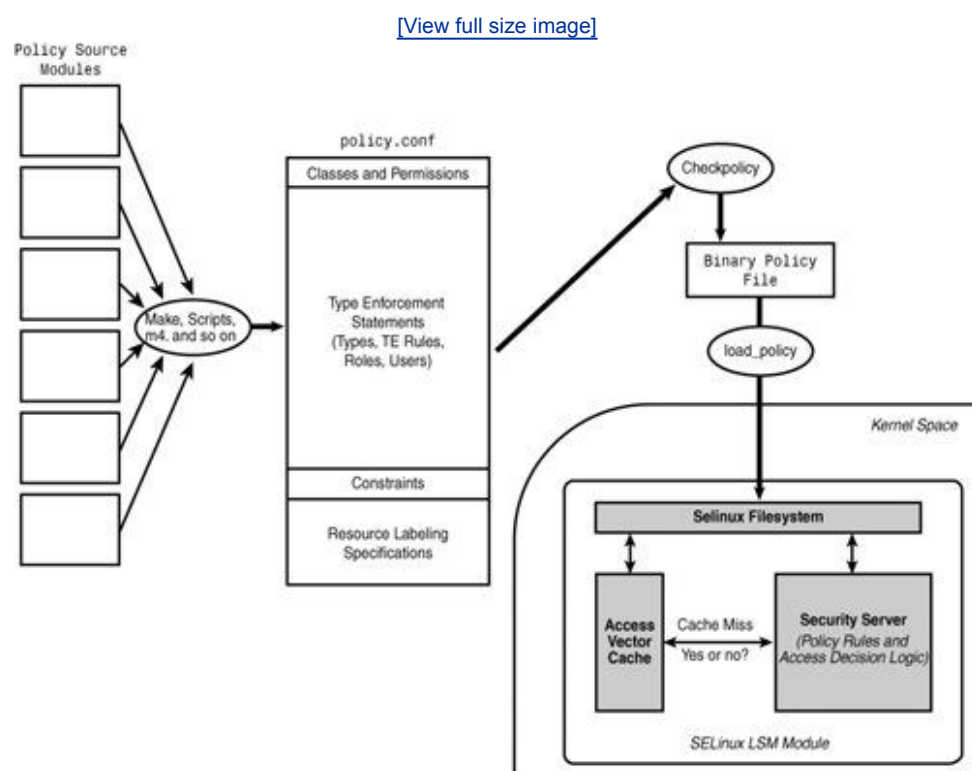 [View full size image]
Policy Source
Modules
policy.conf
Classes and Permissions
Type Enforcement
Statements
(Types, TE Rules,
Roles, Users)
Constraints
Resource Labeling
Specifications
Make, Scripts,
m4, and so on
Checkpolicy
Binary Policy
File
load_policy
Kernel Space
Selinux Filesystem
Access
Vector
Cache
Cache Miss
Yes or no?
Security Server
(Policy Rules and
Access Decision Logic)
SELinux LSM Module